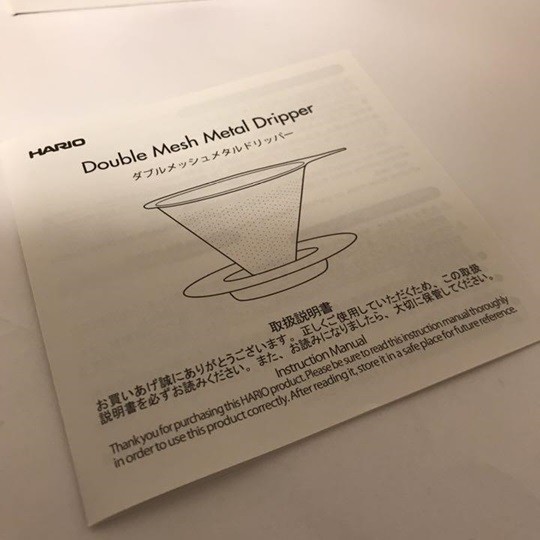 HARIO
Double Mesh Metal Dripper
ダブルメッシュメタルドリッパー
取扱説明書
お買いあげ誠にありがとうございます。正しくご使用していただくため、この取扱
説明書を必ずお読みください。また、お読みになりましたら、大切に保管してください。
Instruction Manual
Thank you for purchasing this HARIO product. Please be sure to read this instruction manual thoroughly
in order to use this product correctly. After reading it, store it in a safe place for future reference.